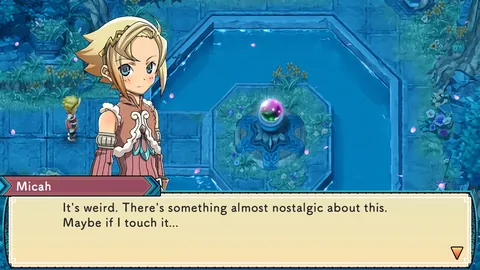 Micah
It's weird. There's something almost nostalgic about this.
Maybe if I touch it...